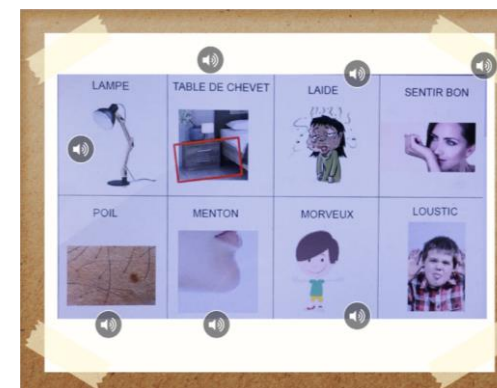 LAMPE TABLE DE CHEVET LAIDE SENTIR BON
POIL MENTON MORVEUX LOUSTIC